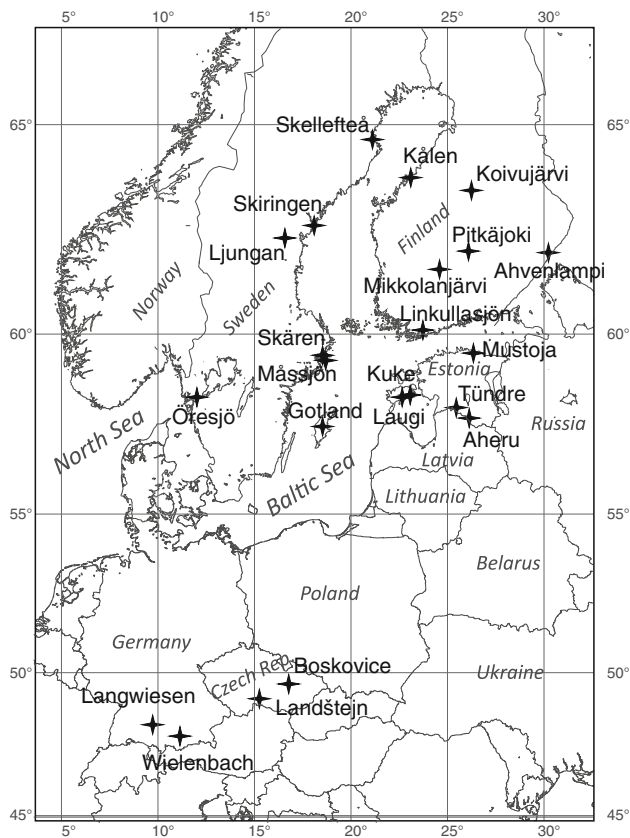 5° 10° 15° 20° 25° 30°
65° 65°
Skellefteå
Kålen
Koivujärvi
Skiringen
Finland
Pitkäjoki
Ljungan
Ahvenlampi
Mikkolanjärvi
Norway
Sweden
Linkullasjön
60° 60°
Skären
Mustoja
Måssjön
Kuke
Estonia
Tündre
Öresjö
Gotland
Laugi
Russia
Aheru
North Sea
Latvia
Baltic Sea
Lithuania
55° 55°
Belarus
Poland
Germany
Boskovice
50° 50°
Czech Rep.
Ukraine
Langwiesen
Landštejn
Wielenbach
45° 45°
5° 10° 15° 20° 25° 30°